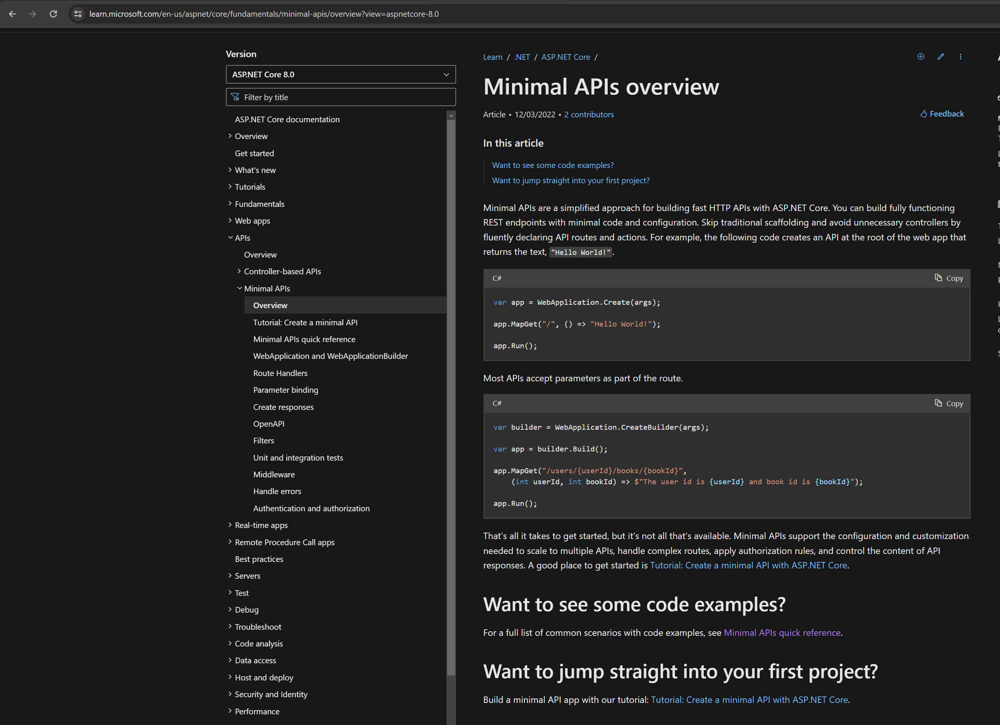 learn.microsoft.com/en-us/aspnet/core/fundamentals/minimal-apis/overview?view=aspnetcore-8.0
Version
ASP.NET Core 8.0
Filter by title
ASP.NET Core documentation
Overview
Get started
What's new
Tutorials
Fundamentals
Web apps
APIs
Overview
Controller-based APIs
Minimal APIs
Overview
Tutorial: Create a minimal API
Minimal APIs quick reference
WebApplication and WebApplicationBuilder
Route Handlers
Parameter binding
Create responses
OpenAPI
Filters
Unit and integration tests
Middleware
Handle errors
Authentication and authorization
Real-time apps
Remote Procedure Call apps
Best practices
Servers
Test
Debug
Troubleshoot
Code analysis
Data access
Host and deploy
Security and Identity
Performance
Learn / .NET / ASP.NET Core /
Minimal APIs overview
Article • 12/03/2022 • 2 contributors
Feedback
In this article
Want to see some code examples?
Want to jump straight into your first project?
Minimal APIs are a simplified approach for building fast HTTP APIs with ASP.NET Core. You can build fully functioning
REST endpoints with minimal code and configuration. Skip traditional scaffolding and avoid unnecessary controllers by
fluently declaring API routes and actions. For example, the following code creates an API at the root of the web app that
returns the text, "Hello World!".
C# Copy
var app = WebApplication.Create(args);
app.MapGet("/", () => "Hello World!");
app.Run();
Most APIs accept parameters as part of the route.
C# Copy
var builder = WebApplication.CreateBuilder(args);
var app = builder.Build();
app.MapGet("/users/{userId}/books/{bookId}",
(int userId, int bookId) => $"The user id is {userId} and book id is {bookId}");
app.Run();
That's all it takes to get started, but it's not all that's available. Minimal APIs support the configuration and customization
needed to scale to multiple APIs, handle complex routes, apply authorization rules, and control the content of API
responses. A good place to get started is Tutorial: Create a minimal API with ASP.NET Core.
Want to see some code examples?
For a full list of common scenarios with code examples, see Minimal APIs quick reference.
Want to jump straight into your first project?
Build a minimal API app with our tutorial: Tutorial: Create a minimal API with ASP.NET Core.